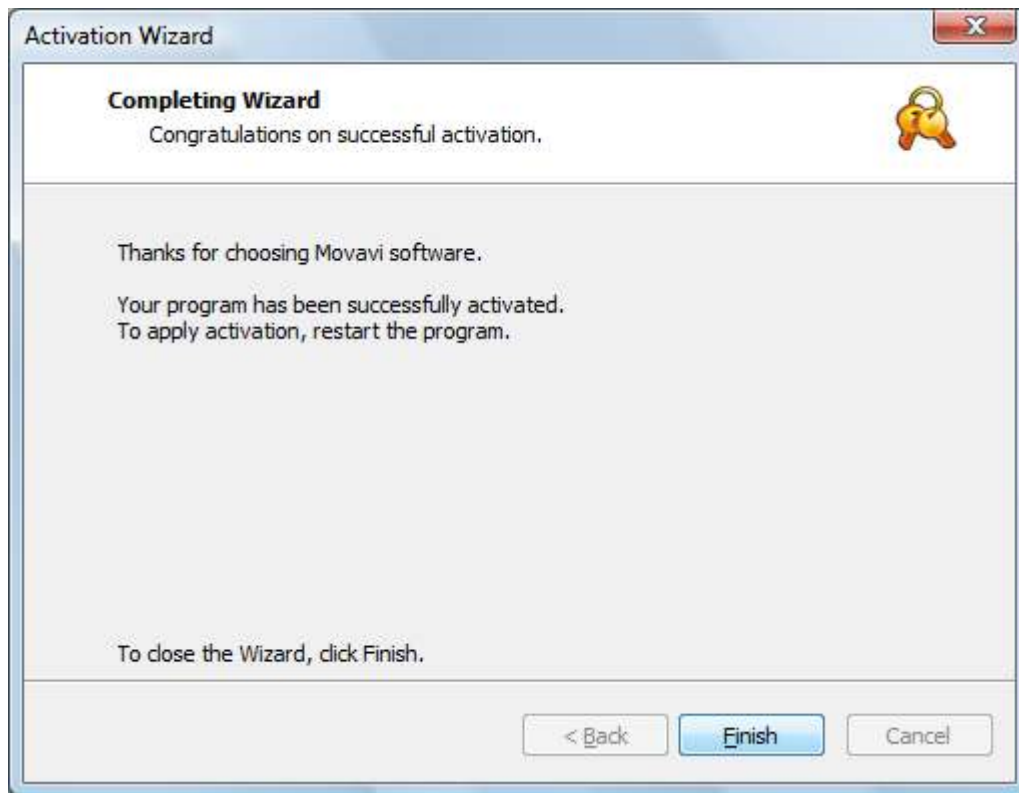 Activation Wizard
Completing Wizard
Congratulations on successful activation.
Thanks for choosing Movavi software.
Your program has been successfully activated.
To apply activation, restart the program.
To close the Wizard, click Finish.
< Back Finish Cancel